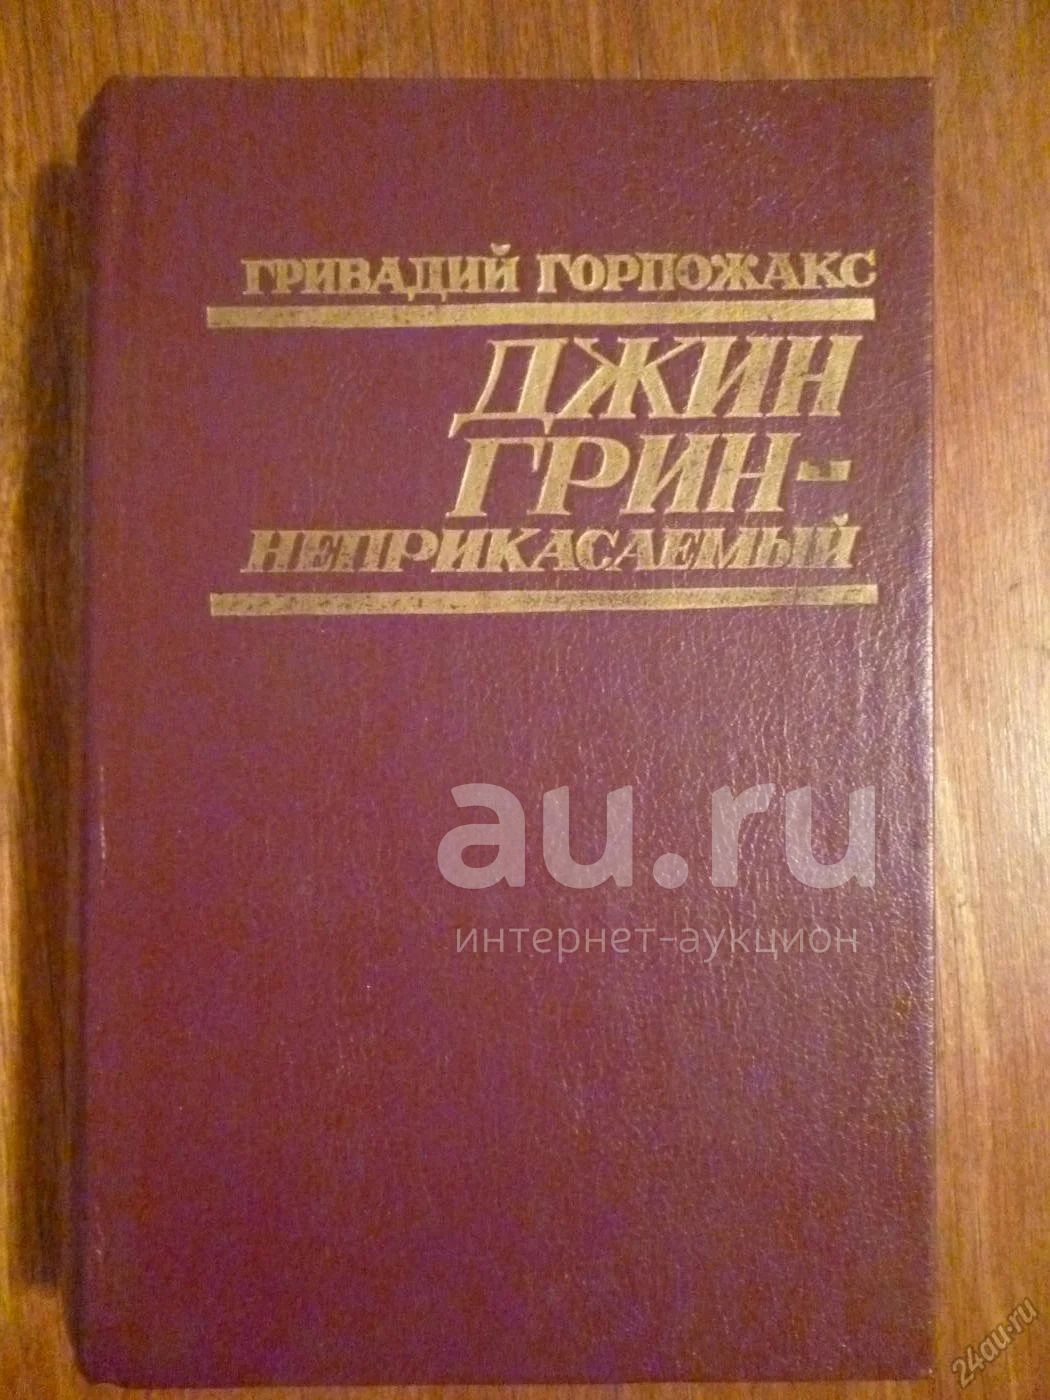 ГРИВАДИЙ ГОРПОЖАКС
ДЖИН
ГРИН-
НЕПРИКАСАЕМЫЙ
au.ru
интернет-аукцион
24au.ru